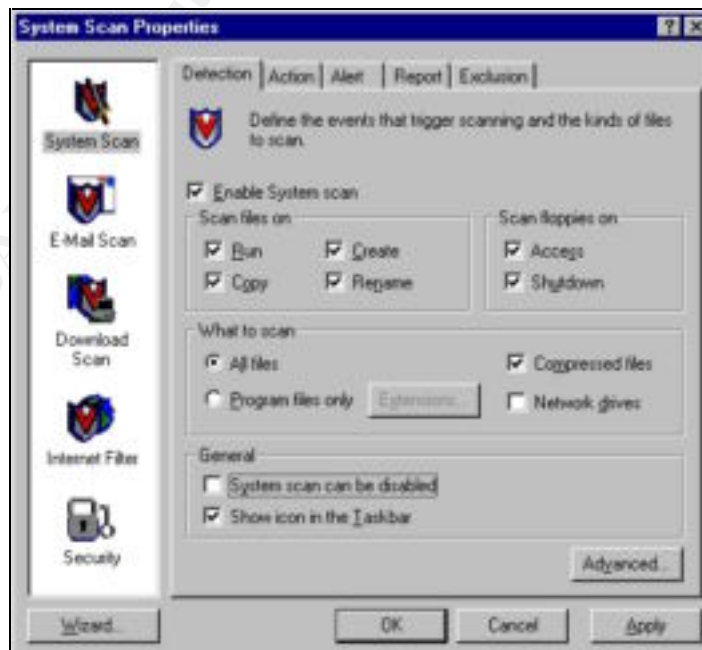 System Scan Properties
System Scan
E-Mail Scan
Download
Scan
Internet Filter
Security
Detection
Action
Alert
Report
Exclusion
Define the events that trigger scanning and the kinds of files
to scan.
Enable System scan
Scan files on
Run
Create
Copy
Rename
Scan floppies on
Access
Shutdown
What to scan
All files
Compressed files
Program files only
Extensions...
Network drives
General
System scan can be disabled
Show icon in the Taskbar
Advanced...
Wizard...
OK
Cancel
Apply